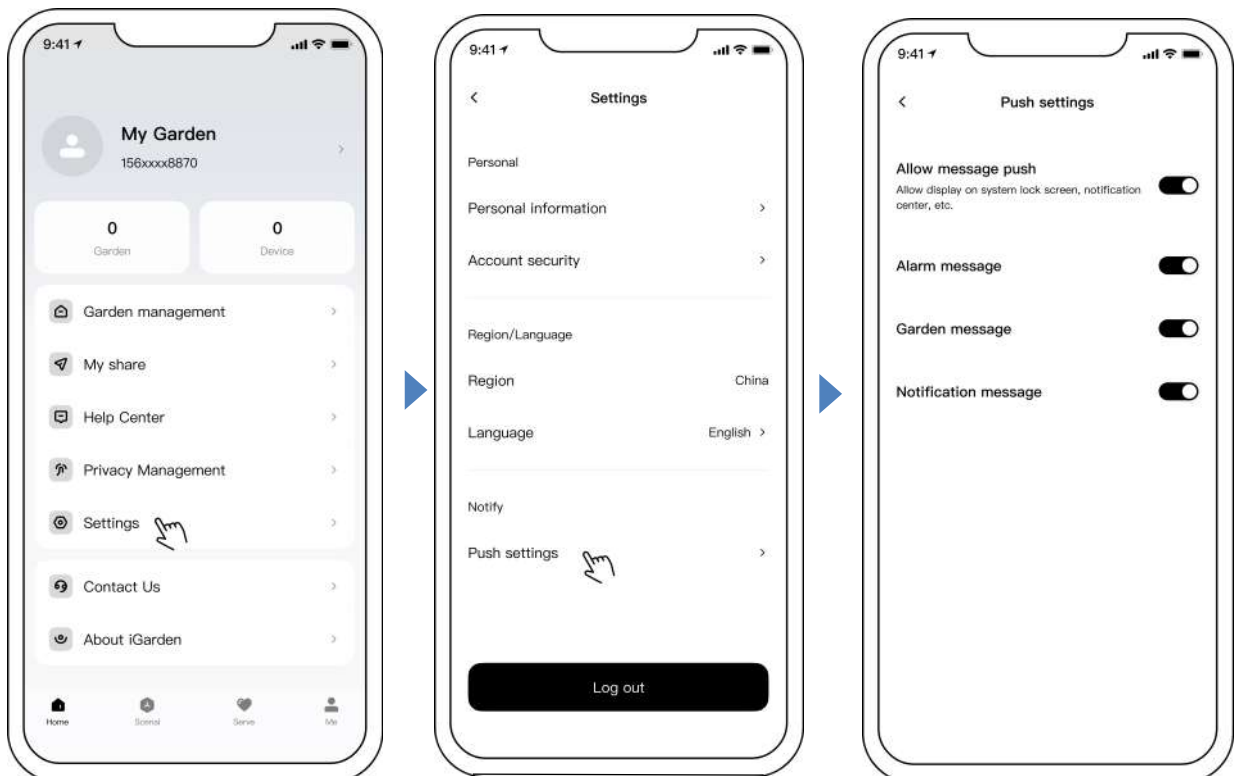 9:41
My Garden
156xxxx8870
0
Garden
0
Device
Garden management
My share
Help Center
Privacy Management
Settings
Contact Us
About iGarden
Home
Serve
Me
9:41
Settings
Personal
Personal information
Account security
Region/Language
Region China
Language English
Notify
Push settings
Log out
9:41
Push settings
Allow message push
Allow display on system lock screen, notification
center, etc.
Alarm message
Garden message
Notification message